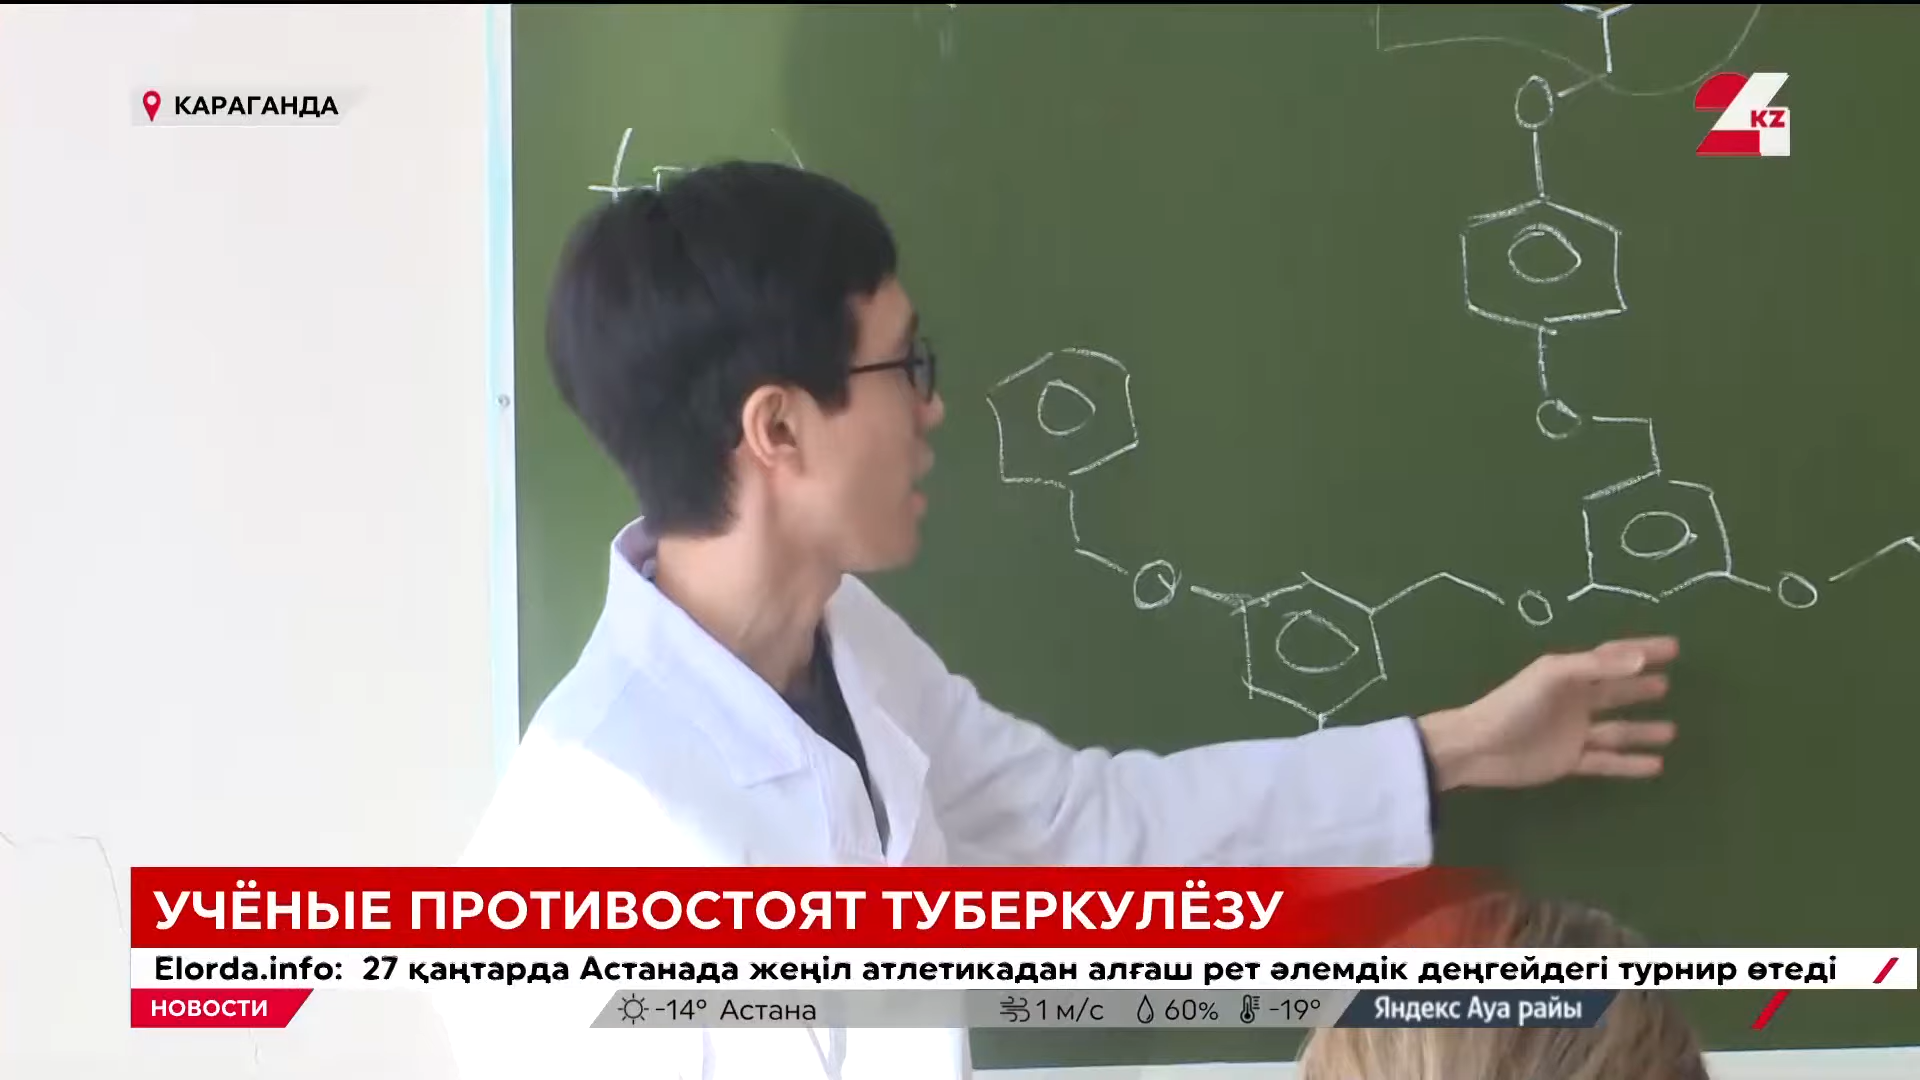 КАРАГАНДА
24 KZ
O
O
O
O
O
УЧЁНЫЕ ПРОТИВОСТОЯТ ТУБЕРКУЛЁЗУ
Elorda.info: 27 қаңтарда Астанада жеңіл атлетикадан алғаш рет әлемдік деңгейдегі турнир өтеді
НОВОСТИ -14° Астана 1 м/с 60% -19° Яндекс Ауа райы